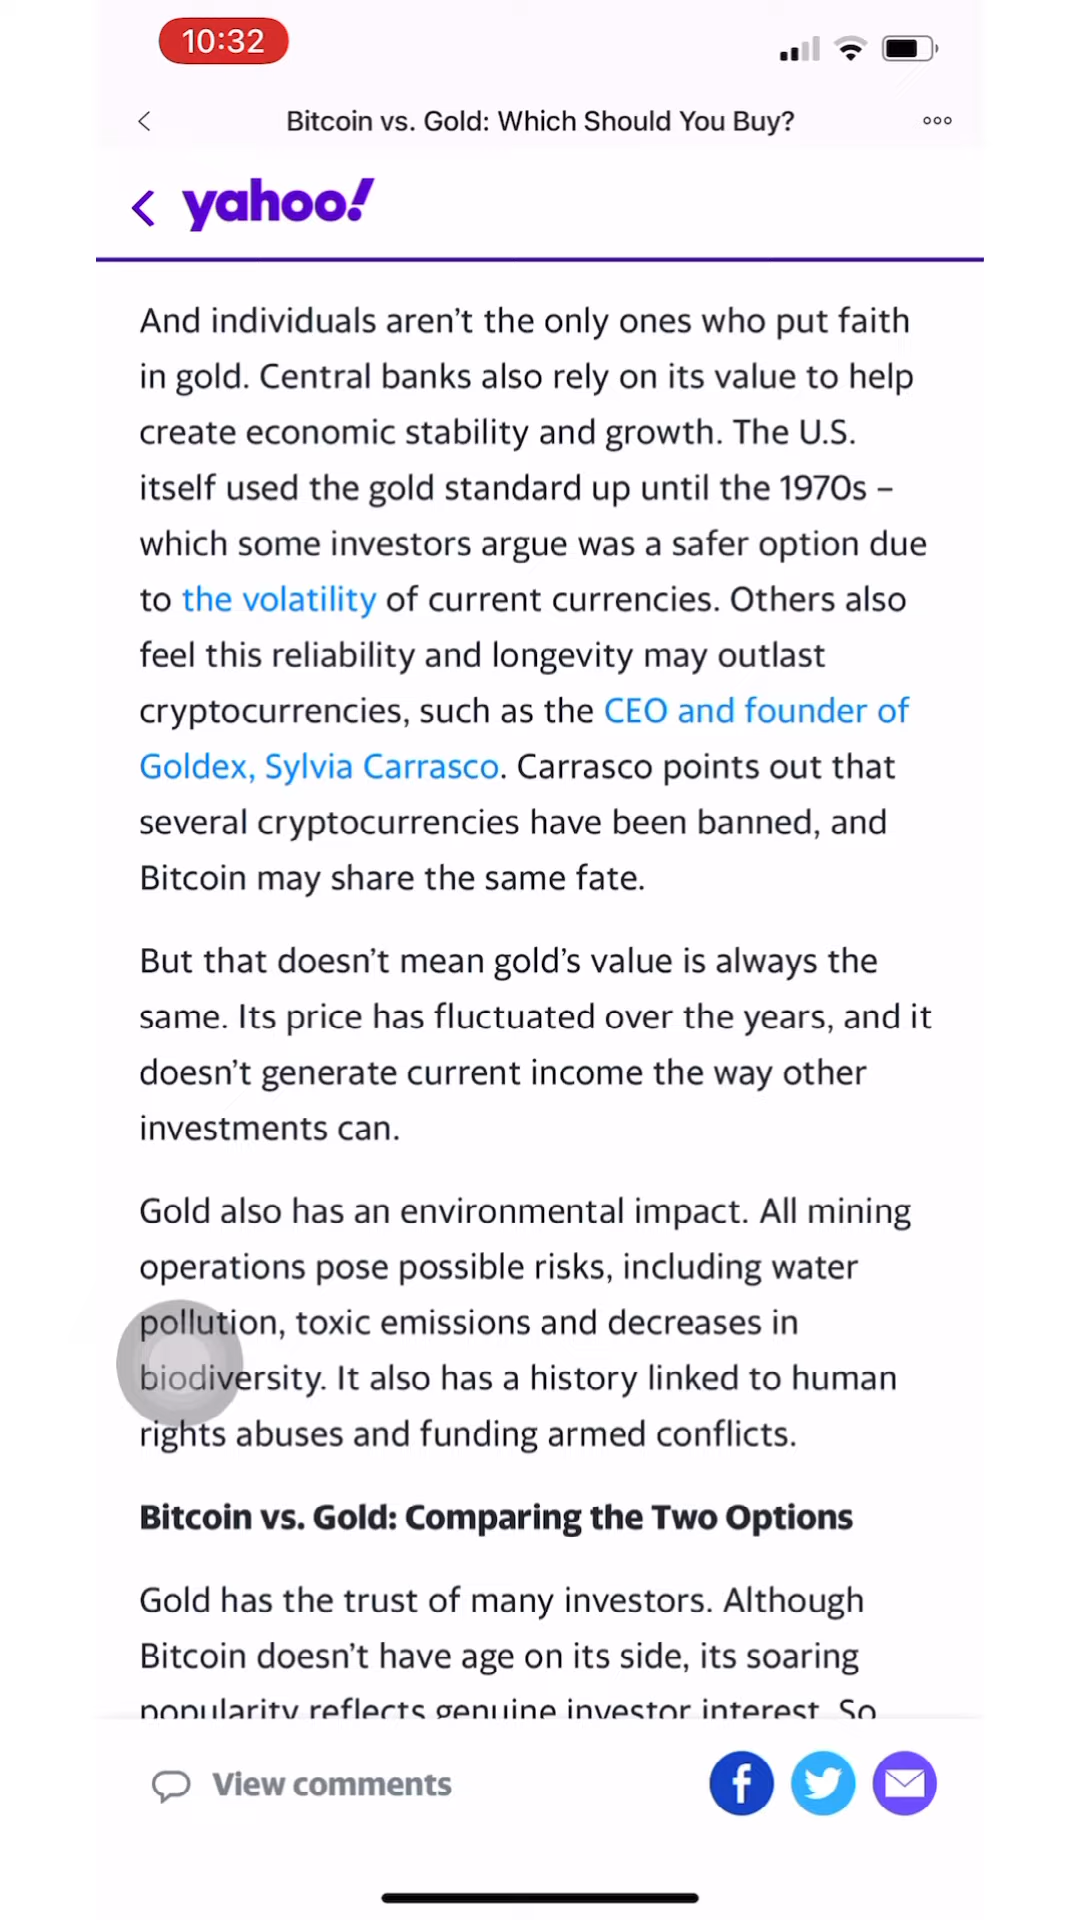 10:32
Bitcoin vs. Gold: Which Should You Buy?
yahoo!
And individuals aren’t the only ones who put faith
in gold. Central banks also rely on its value to help
create economic stability and growth. The U.S.
itself used the gold standard up until the 1970s –
which some investors argue was a safer option due
to the volatility of current currencies. Others also
feel this reliability and longevity may outlast
cryptocurrencies, such as the CEO and founder of
Goldex, Sylvia Carrasco. Carrasco points out that
several cryptocurrencies have been banned, and
Bitcoin may share the same fate.
But that doesn’t mean gold’s value is always the
same. Its price has fluctuated over the years, and it
doesn’t generate current income the way other
investments can.
Gold also has an environmental impact. All mining
operations pose possible risks, including water
pollution, toxic emissions and decreases in
biodiversity. It also has a history linked to human
rights abuses and funding armed conflicts.
Bitcoin vs. Gold: Comparing the Two Options
Gold has the trust of many investors. Although
Bitcoin doesn’t have age on its side, its soaring
popularity reflects genuine investor interest. So
View comments